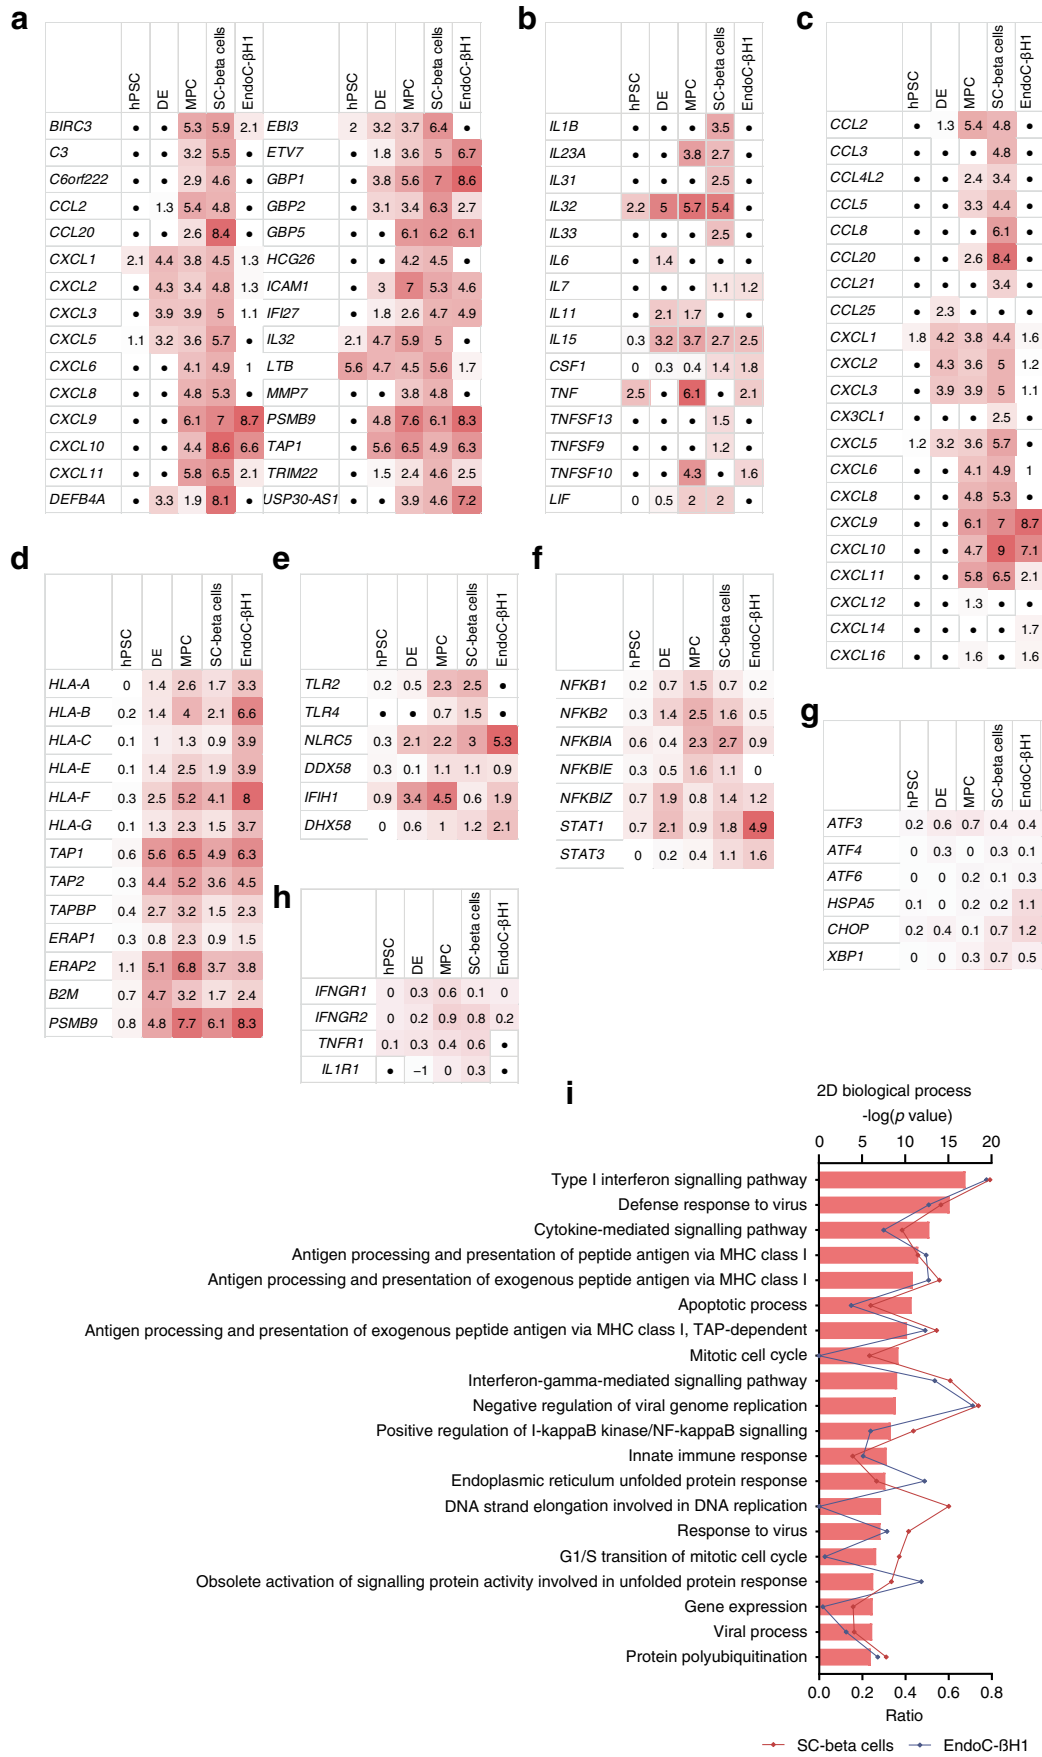 a
hPSC DE MPC SC-beta cells EndoC-βH1 hPSC DE MPC SC-beta cells EndoC-βH1
BIRC3 • • 5.3 5.9 2.1 EBI3 2 3.2 3.7 6.4 •
C3 • • 3.2 5.5 • ETV7 • 1.8 3.6 5 6.7
C6orf222 • • 2.9 4.6 • GBP1 • 3.8 5.6 7 8.6
CCL2 • 1.3 5.4 4.8 • GBP2 • 3.1 3.4 6.3 2.7
CCL20 • • 2.6 8.4 • GBP5 • • 6.1 6.2 6.1
CXCL1 2.1 4.4 3.8 4.5 1.3 HCG26 • • 4.2 4.5 •
CXCL2 • 4.3 3.4 4.8 1.3 ICAM1 • 3 7 5.3 4.6
CXCL3 • 3.9 3.9 5 1.1 IFI27 • 1.8 2.6 4.7 4.9
CXCL5 1.1 3.2 3.6 5.7 • IL32 2.1 4.7 5.9 5 •
CXCL6 • • 4.1 4.9 1 LTB 5.6 4.7 4.5 5.6 1.7
CXCL8 • • 4.8 5.3 • MMP7 • • 3.8 4.8 •
CXCL9 • • 6.1 7 8.7 PSMB9 • 4.8 7.6 6.1 8.3
CXCL10 • • 4.4 8.6 6.6 TAP1 • 5.6 6.5 4.9 6.3
CXCL11 • • 5.8 6.5 2.1 TRIM22 • 1.5 2.4 4.6 2.5
DEFB4A • 3.3 1.9 8.1 • USP30-AS1 • • 3.9 4.6 7.2
b
hPSC DE MPC SC-beta cells EndoC-βH1
IL1B • • • 3.5 •
IL23A • • 3.8 2.7 •
IL31 • • • 2.5 •
IL32 2.2 5 5.7 5.4 •
IL33 • • • 2.5 •
IL6 • 1.4 • • •
IL7 • • • 1.1 1.2
IL11 • 2.1 1.7 • •
IL15 0.3 3.2 3.7 2.7 2.5
CSF1 0 0.3 0.4 1.4 1.8
TNF 2.5 • 6.1 • 2.1
TNFSF13 • • • 1.5 •
TNFSF9 • • • 1.2 •
TNFSF10 • • 4.3 • 1.6
LIF 0 0.5 2 2 •
c
hPSC DE MPC SC-beta cells EndoC-βH1
CCL2 • 1.3 5.4 4.8 •
CCL3 • • • 4.8 •
CCL4L2 • • 2.4 3.4 •
CCL5 • • 3.3 4.4 •
CCL8 • • • 6.1 •
CCL20 • • 2.6 8.4 •
CCL21 • • • 3.4 •
CCL25 • 2.3 • • •
CXCL1 1.8 4.2 3.8 4.4 1.6
CXCL2 • 4.3 3.6 5 1.2
CXCL3 • 3.9 3.9 5 1.1
CX3CL1 • • • 2.5 •
CXCL5 1.2 3.2 3.6 5.7 •
CXCL6 • • 4.1 4.9 1
CXCL8 • • 4.8 5.3 •
CXCL9 • • 6.1 7 8.7
CXCL10 • • 4.7 9 7.1
CXCL11 • • 5.8 6.5 2.1
CXCL12 • • 1.3 • •
CXCL14 • • • • 1.7
CXCL16 • • 1.6 • 1.6
d
hPSC DE MPC SC-beta cells EndoC-βH1
HLA-A 0 1.4 2.6 1.7 3.3
HLA-B 0.2 1.4 4 2.1 6.6
HLA-C 0.1 1 1.3 0.9 3.9
HLA-E 0.1 1.4 2.5 1.9 3.9
HLA-F 0.3 2.5 5.2 4.1 8
HLA-G 0.1 1.3 2.3 1.5 3.7
TAP1 0.6 5.6 6.5 4.9 6.3
TAP2 0.3 4.4 5.2 3.6 4.5
TAPBP 0.4 2.7 3.2 1.5 2.3
ERAP1 0.3 0.8 2.3 0.9 1.5
ERAP2 1.1 5.1 6.8 3.7 3.8
B2M 0.7 4.7 3.2 1.7 2.4
PSMB9 0.8 4.8 7.7 6.1 8.3
e
hPSC DE MPC SC-beta cells EndoC-βH1
TLR2 0.2 0.5 2.3 2.5 •
TLR4 • • 0.7 1.5 •
NLRC5 0.3 2.1 2.2 3 5.3
DDX58 0.3 0.1 1.1 1.1 0.9
IFIH1 0.9 3.4 4.5 0.6 1.9
DHX58 0 0.6 1 1.2 2.1
f
hPSC DE MPC SC-beta cells EndoC-βH1
NFKB1 0.2 0.7 1.5 0.7 0.2
NFKB2 0.3 1.4 2.5 1.6 0.5
NFKBIA 0.6 0.4 2.3 2.7 0.9
NFKBIE 0.3 0.5 1.6 1.1 0
NFKBIZ 0.7 1.9 0.8 1.4 1.2
STAT1 0.7 2.1 0.9 1.8 4.9
STAT3 0 0.2 0.4 1.1 1.6
g
hPSC DE MPC SC-beta cells EndoC-βH1
ATF3 0.2 0.6 0.7 0.4 0.4
ATF4 0 0.3 0 0.3 0.1
ATF6 0 0 0.2 0.1 0.3
HSPA5 0.1 0 0.2 0.2 1.1
CHOP 0.2 0.4 0.1 0.7 1.2
XBP1 0 0 0.3 0.7 0.5
h
hPSC DE MPC SC-beta cells EndoC-βH1
IFNGR1 0 0.3 0.6 0.1 0
IFNGR2 0 0.2 0.9 0.8 0.2
TNFR1 0.1 0.3 0.4 0.6 •
IL1R1 • −1 0 0.3 •
i
2D biological process
-log(p value)
0 5 10 15 20
Type I interferon signalling pathway
Defense response to virus
Cytokine-mediated signalling pathway
Antigen processing and presentation of peptide antigen via MHC class I
Antigen processing and presentation of exogenous peptide antigen via MHC class I
Apoptotic process
Antigen processing and presentation of exogenous peptide antigen via MHC class I, TAP-dependent
Mitotic cell cycle
Interferon-gamma-mediated signalling pathway
Negative regulation of viral genome replication
Positive regulation of I-kappaB kinase/NF-kappaB signalling
Innate immune response
Endoplasmic reticulum unfolded protein response
DNA strand elongation involved in DNA replication
Response to virus
G1/S transition of mitotic cell cycle
Obsolete activation of signalling protein activity involved in unfolded protein response
Gene expression
Viral process
Protein polyubiquitination
0.0 0.2 0.4 0.6 0.8
Ratio
SC-beta cells EndoC-ßH1